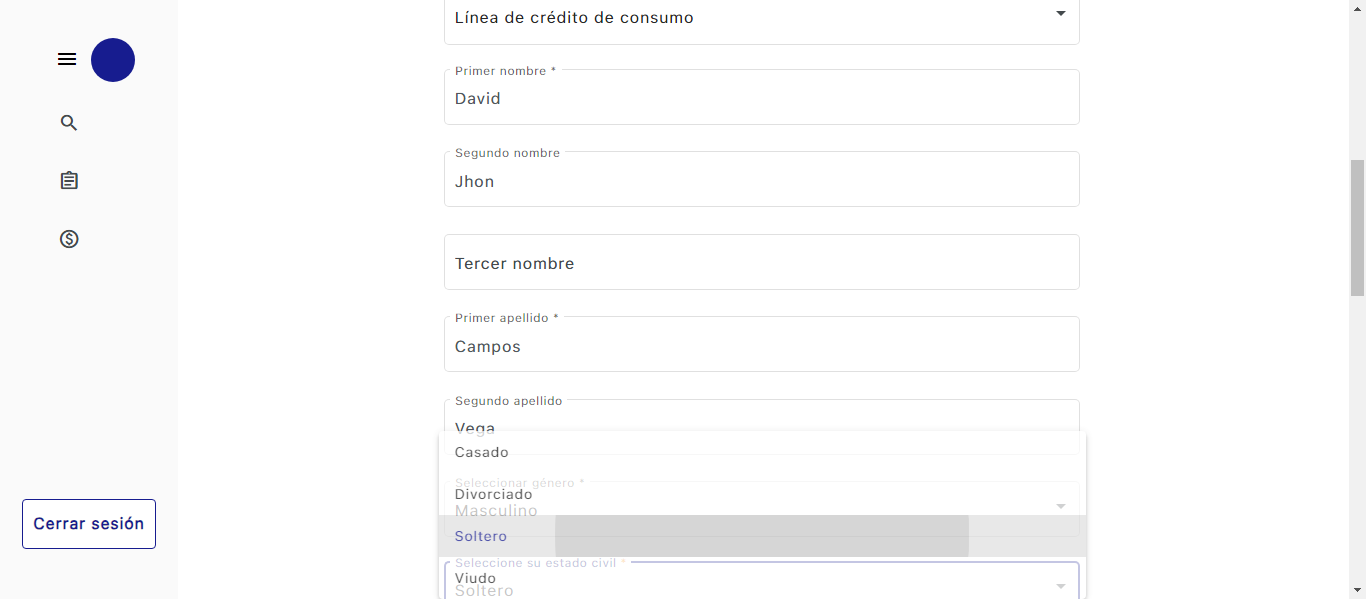 Línea de crédito de consumo
Primer nombre *
David
Segundo nombre
Jhon
Tercer nombre
Primer apellido *
Campos
Segundo apellido
Vega
Casado
Seleccionar género *
Divorciado
Masculino
Cerrar sesión
Soltero
Seleccione su estado civil *
Viudo
Soltero